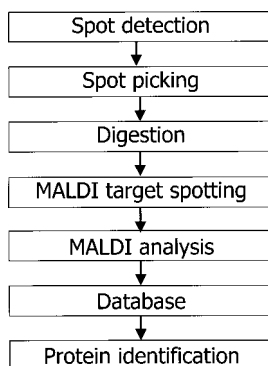 Spot detection
Spot picking
Digestion
MALDI target spotting
MALDI analysis
Database
Protein identification